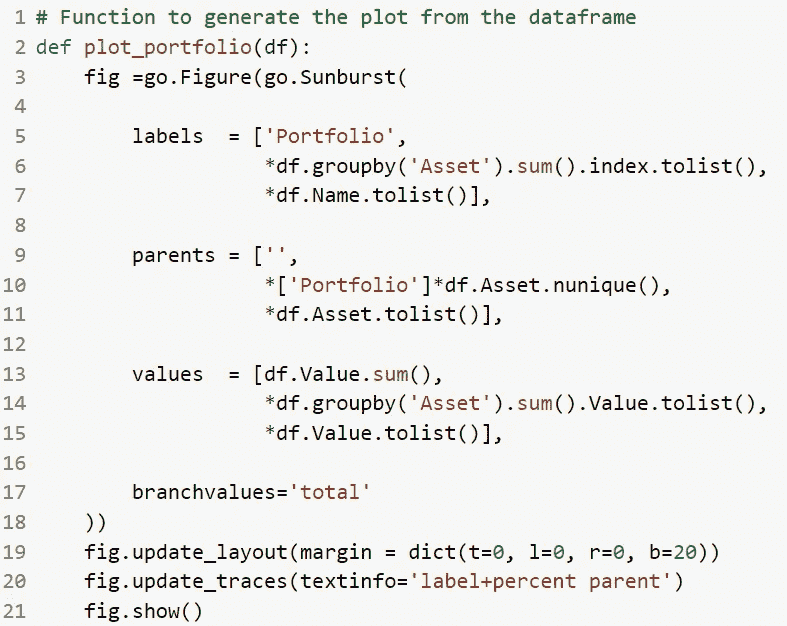 1 # Function to generate the plot from the dataframe
2 def plot_portfolio(df):
3     fig =go.Figure(go.Sunburst(
4
5         labels  = ['Portfolio',
6                    *df.groupby('Asset').sum().index.tolist(),
7                    *df.Name.tolist()],
8
9         parents = ['',
10                    *['Portfolio']*df.Asset.nunique(),
11                    *df.Asset.tolist()],
12
13         values  = [df.Value.sum(),
14                    *df.groupby('Asset').sum().Value.tolist(),
15                    *df.Value.tolist()],
16
17         branchvalues='total'
18     ))
19     fig.update_layout(margin = dict(t=0, l=0, r=0, b=20))
20     fig.update_traces(textinfo='label+percent parent')
21     fig.show()